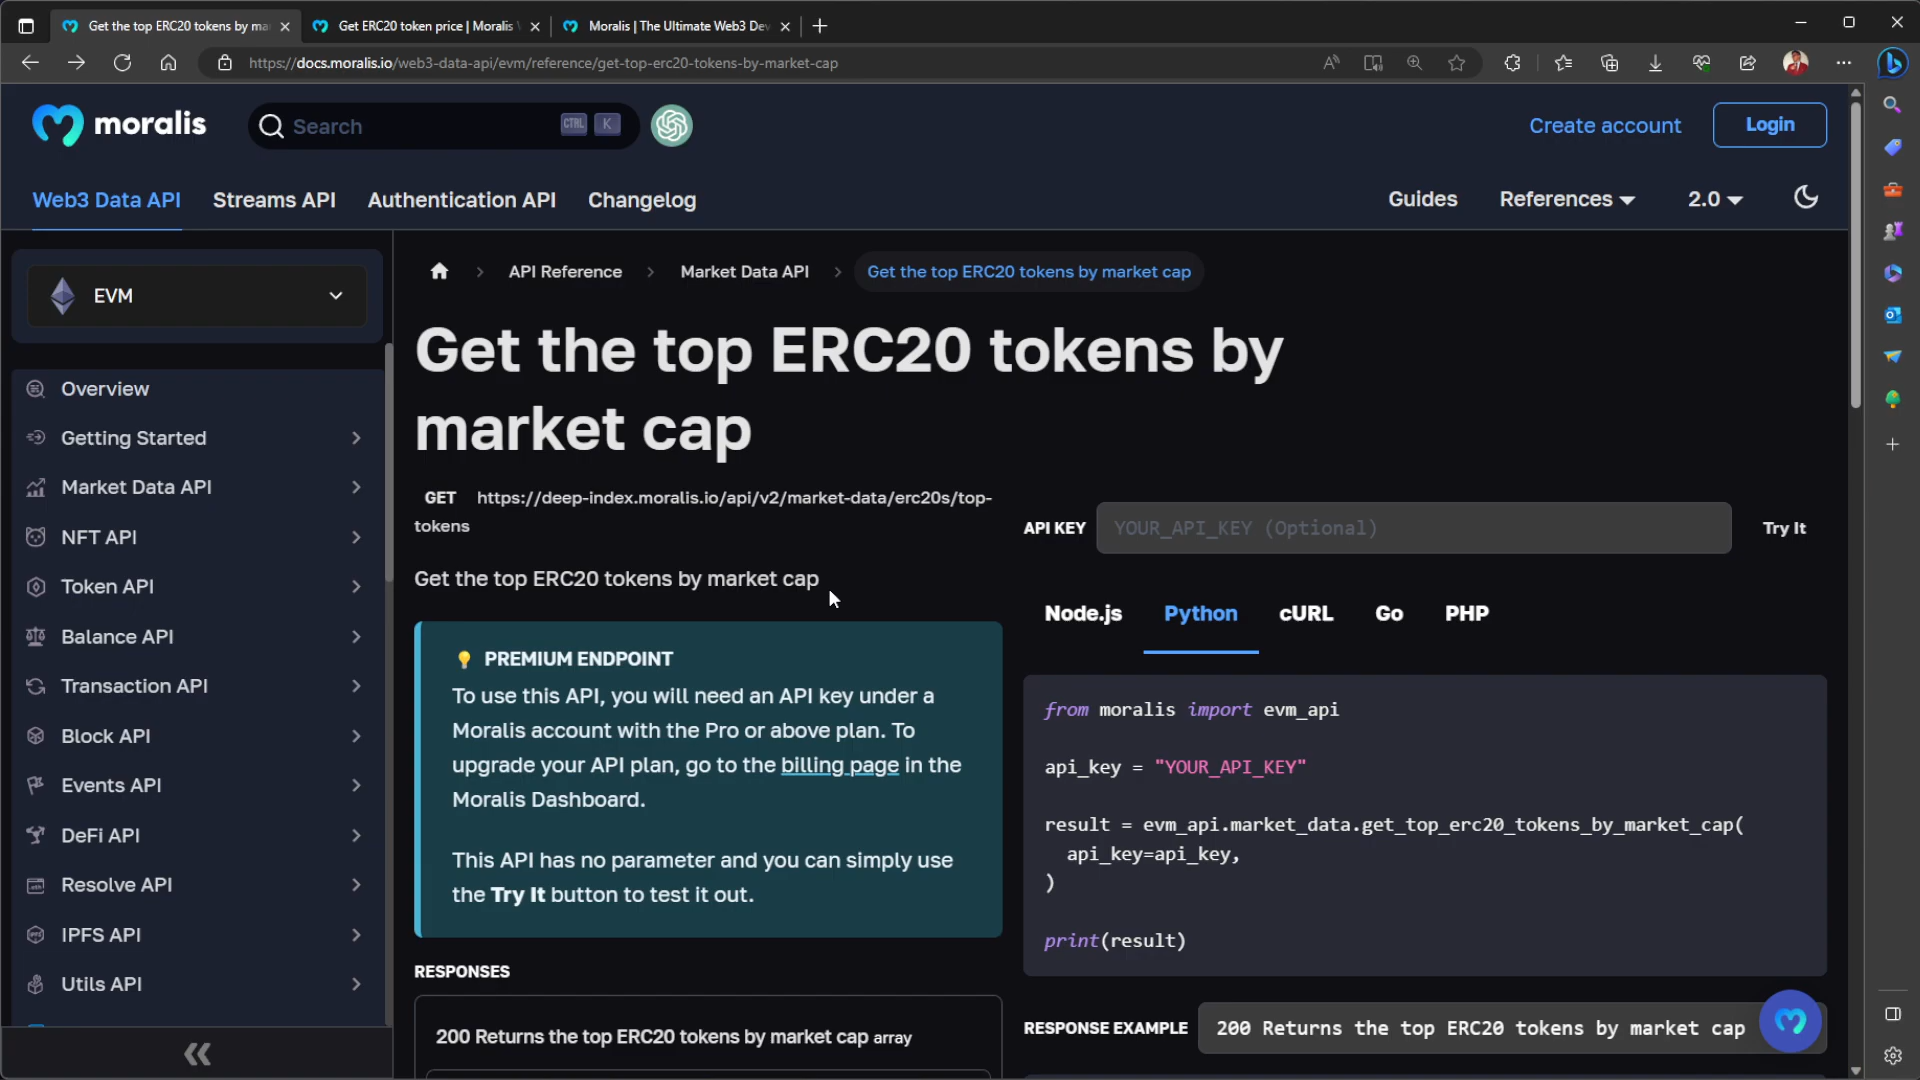 Get the top ERC20 tokens by ma
Get ERC20 token price | Moralis
Moralis | The Ultimate Web3 Dev
https://docs.moralis.io/web3-data-api/evm/reference/get-top-erc20-tokens-by-market-cap
moralis
Search
CTRL K
Create account
Login
Web3 Data API
Streams API
Authentication API
Changelog
Guides
References
2.0
EVM
Overview
Getting Started
Market Data API
NFT API
Token API
Balance API
Transaction API
Block API
Events API
DeFi API
Resolve API
IPFS API
Utils API
API Reference
Market Data API
Get the top ERC20 tokens by market cap
Get the top ERC20 tokens by
market cap
GET https://deep-index.moralis.io/api/v2/market-data/erc20s/top-
tokens
Get the top ERC20 tokens by market cap
PREMIUM ENDPOINT
To use this API, you will need an API key under a
Moralis account with the Pro or above plan. To
upgrade your API plan, go to the billing page in the
Moralis Dashboard.
This API has no parameter and you can simply use
the Try It button to test it out.
RESPONSES
200 Returns the top ERC20 tokens by market cap array
API KEY
YOUR_API_KEY (Optional)
Try It
Node.js
Python
cURL
Go
PHP
from moralis import evm_api
api_key = "YOUR_API_KEY"
result = evm_api.market_data.get_top_erc20_tokens_by_market_cap(
api_key=api_key,
)
print(result)
RESPONSE EXAMPLE
200 Returns the top ERC20 tokens by market cap